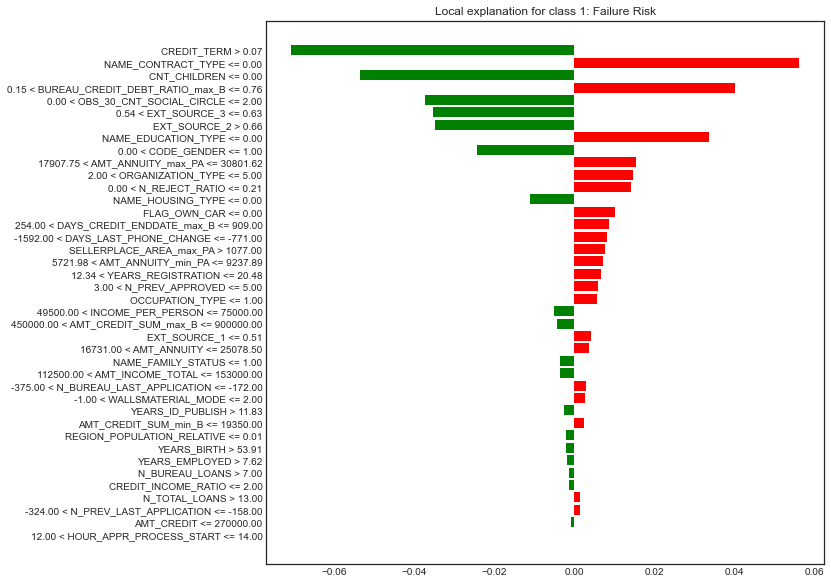 Local explanation for class 1: Failure Risk
CREDIT_TERM > 0.07
NAME_CONTRACT_TYPE <= 0.00
CNT_CHILDREN <= 0.00
0.15 < BUREAU_CREDIT_DEBT_RATIO_max_B <= 0.76
0.00 < OBS_30_CNT_SOCIAL_CIRCLE <= 2.00
0.54 < EXT_SOURCE_3 <= 0.63
EXT_SOURCE_2 > 0.66
NAME_EDUCATION_TYPE <= 0.00
0.00 < CODE_GENDER <= 1.00
17907.75 < AMT_ANNUITY_max_PA <= 30801.62
2.00 < ORGANIZATION_TYPE <= 5.00
0.00 < N_REJECT_RATIO <= 0.21
NAME_HOUSING_TYPE <= 0.00
FLAG_OWN_CAR <= 0.00
254.00 < DAYS_CREDIT_ENDDATE_max_B <= 909.00
-1592.00 < DAYS_LAST_PHONE_CHANGE <= -771.00
SELLERPLACE_AREA_max_PA > 1077.00
5721.98 < AMT_ANNUITY_min_PA <= 9237.89
12.34 < YEARS_REGISTRATION <= 20.48
3.00 < N_PREV_APPROVED <= 5.00
OCCUPATION_TYPE <= 1.00
49500.00 < INCOME_PER_PERSON <= 75000.00
450000.00 < AMT_CREDIT_SUM_max_B <= 900000.00
EXT_SOURCE_1 <= 0.51
16731.00 < AMT_ANNUITY <= 25078.50
NAME_FAMILY_STATUS <= 1.00
112500.00 < AMT_INCOME_TOTAL <= 153000.00
-375.00 < N_BUREAU_LAST_APPLICATION <= -172.00
-1.00 < WALLSMATERIAL_MODE <= 2.00
YEARS_ID_PUBLISH > 11.83
AMT_CREDIT_SUM_min_B <= 19350.00
REGION_POPULATION_RELATIVE <= 0.01
YEARS_BIRTH > 53.91
YEARS_EMPLOYED > 7.62
N_BUREAU_LOANS > 7.00
CREDIT_INCOME_RATIO <= 2.00
N_TOTAL_LOANS > 13.00
-324.00 < N_PREV_LAST_APPLICATION <= -158.00
AMT_CREDIT <= 270000.00
12.00 < HOUR_APPR_PROCESS_START <= 14.00
−0.06 −0.04 −0.02 0.00 0.02 0.04 0.06